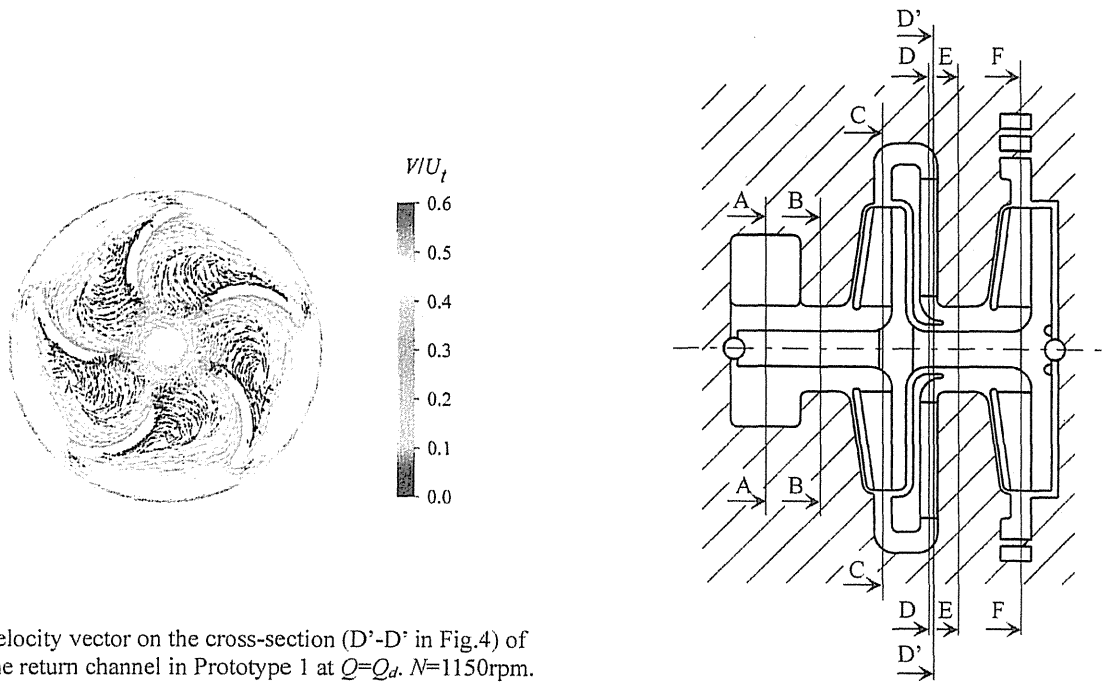 V/U_t
0.6
0.5
0.4
0.3
0.2
0.1
0.0
elocity vector on the cross-section (D'-D' in Fig.4) of
e return channel in Prototype 1 at Q=Q_d. N=1150rpm.
D'
D E F
C
A B
A B
C
D E F
D'